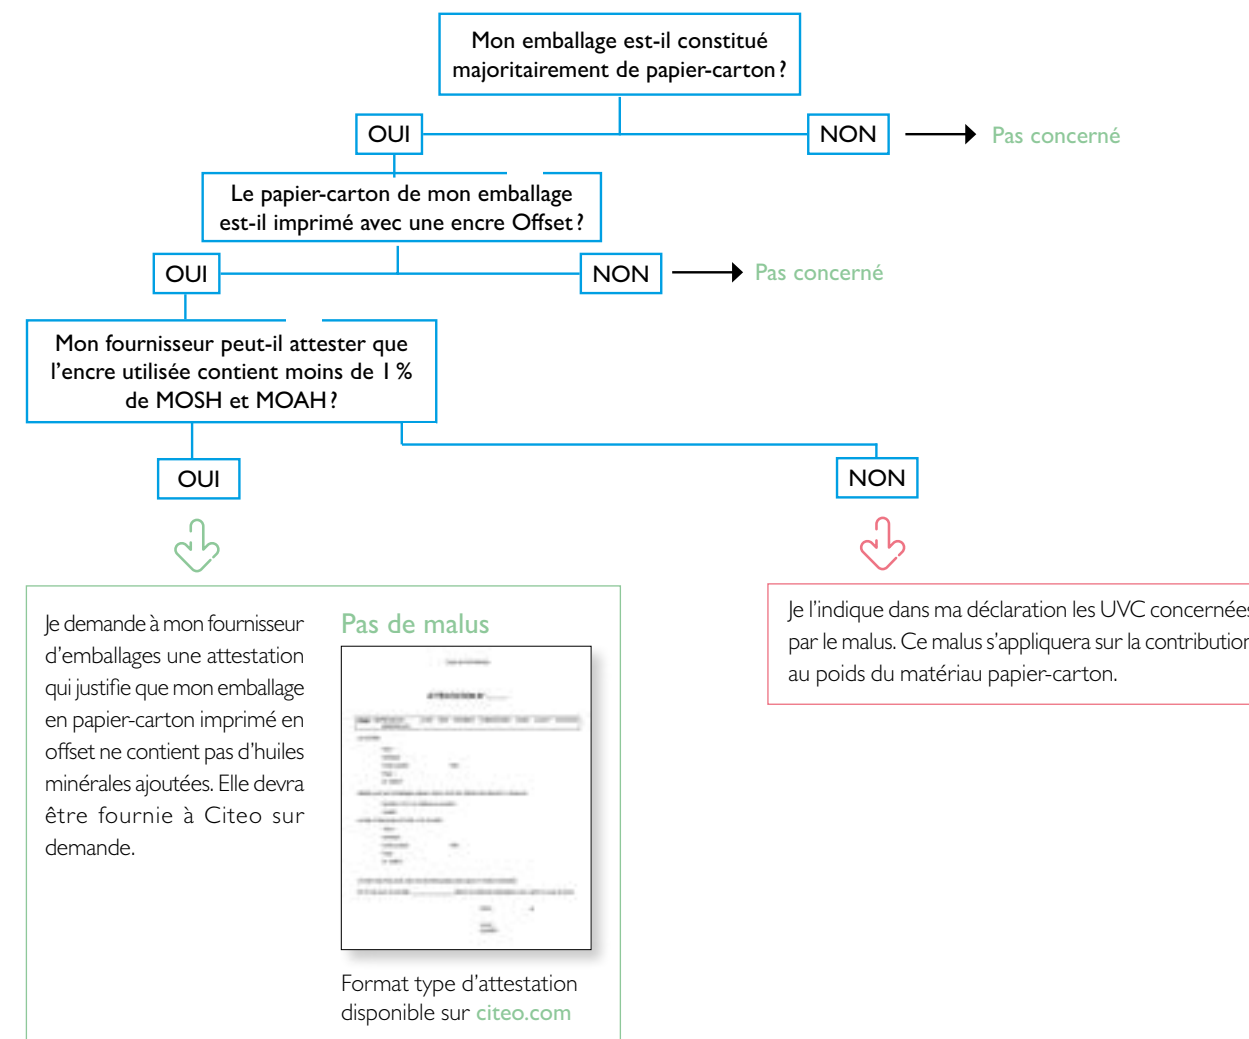 Mon emballage est-il constitué
majoritairement de papier-carton ?
OUI
NON
Pas concerné
Le papier-carton de mon emballage
est-il imprimé avec une encre Offset ?
OUI
NON
Pas concerné
Mon fournisseur peut-il attester que
l’encre utilisée contient moins de 1 %
de MOSH et MOAH ?
OUI
NON
Je demande à mon fournisseur
d’emballages une attestation
qui justifie que mon emballage
en papier-carton imprimé en
offset ne contient pas d’huiles
minérales ajoutées. Elle devra
être fournie à Citeo sur
demande.
Pas de malus
Format type d’attestation
disponible sur citeo.com
Je l’indique dans ma déclaration les UVC concernées
par le malus. Ce malus s’appliquera sur la contribution
au poids du matériau papier-carton.